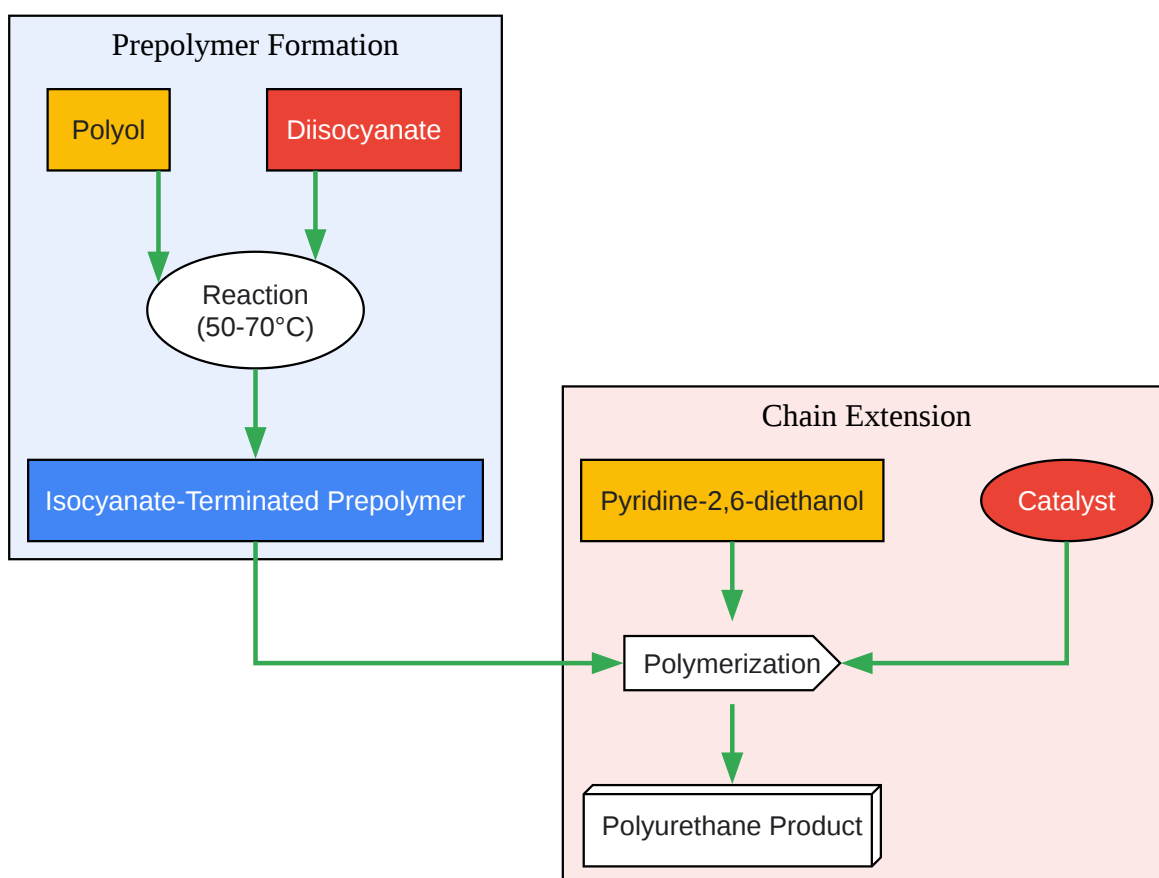 Prepolymer Formation
Polyol
Diisocyanate
Reaction
(50-70°C)
Isocyanate-Terminated Prepolymer
Chain Extension
Pyridine-2,6-diethanol
Catalyst
Polymerization
Polyurethane Product